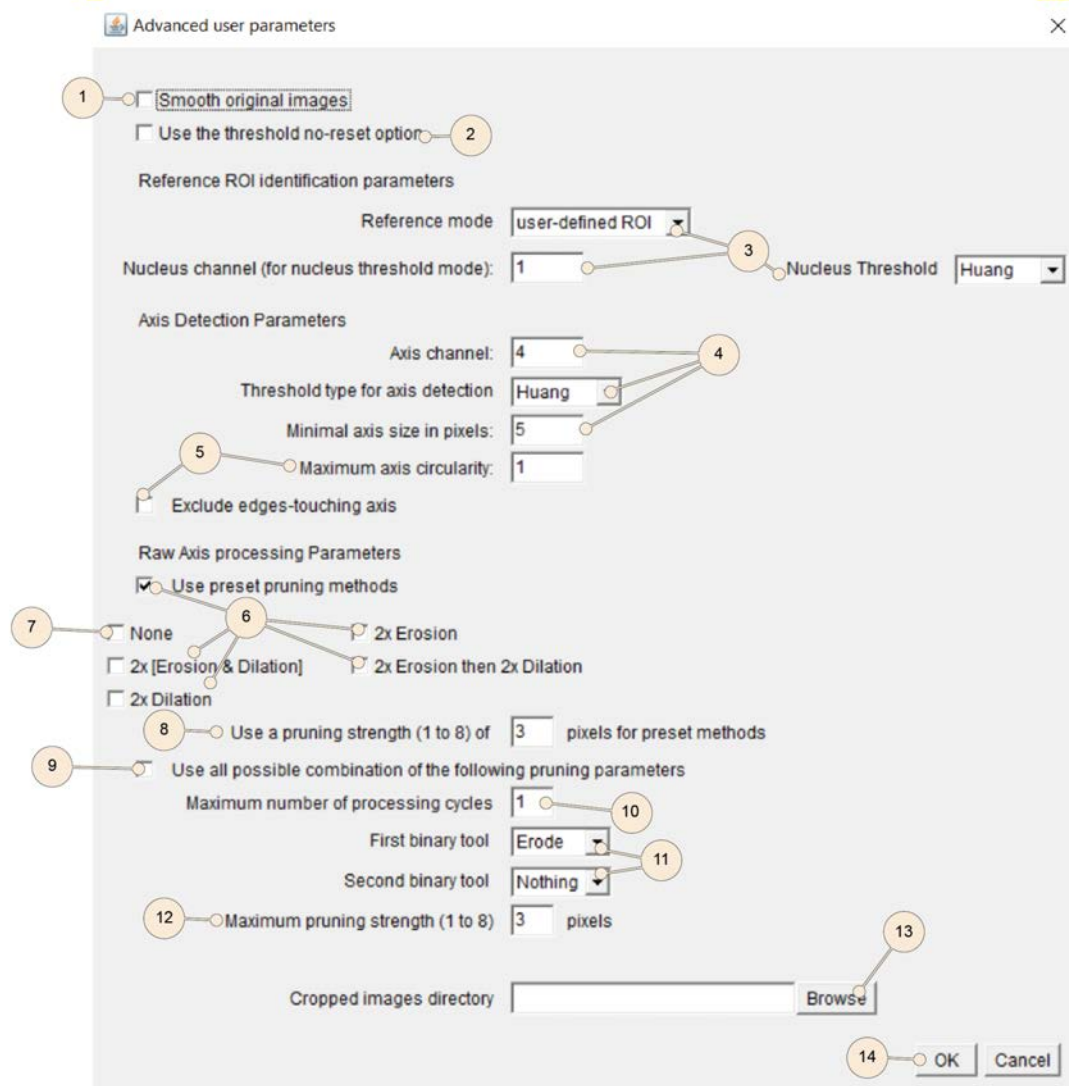 Advanced user parameters
1 Smooth original images
Use the threshold no-reset option 2
Reference ROI identification parameters
Reference mode user-defined ROI
3
Nucleus channel (for nucleus threshold mode): 1 Nucleus Threshold Huang
Axis Detection Parameters
Axis channel: 4 4
Threshold type for axis detection Huang
Minimal axis size in pixels: 5
5
Maximum axis circularity: 1
Exclude edges-touching axis
Raw Axis processing Parameters
Use preset pruning methods
6
7 None 2x Erosion
2x [Erosion & Dilation] 2x Erosion then 2x Dilation
2x Dilation
8 Use a pruning strength (1 to 8) of 3 pixels for preset methods
9 Use all possible combination of the following pruning parameters
Maximum number of processing cycles 1 10
First binary tool Erode
11
Second binary tool Nothing
12 Maximum pruning strength (1 to 8) 3 pixels
13
Cropped images directory Browse
14 OK Cancel